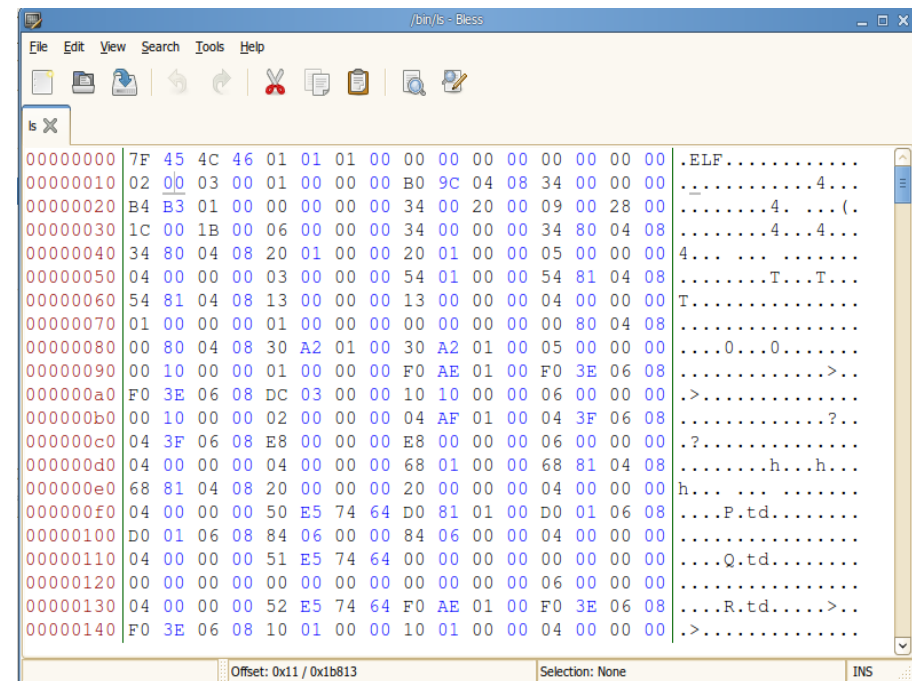 /bin/ls - Bless
File Edit View Search Tools Help
ls
00000000 7F 45 4C 46 01 01 01 00 00 00 00 00 00 00 00 00 .ELF............
00000010 02 00 03 00 01 00 00 00 B0 9C 04 08 34 00 00 00 ............4...
00000020 B4 B3 01 00 00 00 00 00 34 00 20 00 09 00 28 00 ........4. ...(.
00000030 1C 00 1B 00 06 00 00 00 34 00 00 00 34 80 04 08 ........4...4...
00000040 34 80 04 08 20 01 00 00 20 01 00 00 05 00 00 00 4... ... .......
00000050 04 00 00 00 03 00 00 00 54 01 00 00 54 81 04 08 ........T...T...
00000060 54 81 04 08 13 00 00 00 13 00 00 00 04 00 00 00 T...............
00000070 01 00 00 00 01 00 00 00 00 00 00 00 00 80 04 08 ................
00000080 00 80 04 08 30 A2 01 00 30 A2 01 00 05 00 00 00 ....0...0.......
00000090 00 10 00 00 01 00 00 00 F0 AE 01 00 F0 3E 06 08 .............>..
000000a0 F0 3E 06 08 DC 03 00 00 10 10 00 00 06 00 00 00 .>..............
000000b0 00 10 00 00 02 00 00 00 04 AF 01 00 04 3F 06 08 .............?..
000000c0 04 3F 06 08 E8 00 00 00 E8 00 00 00 06 00 00 00 .?..............
000000d0 04 00 00 00 04 00 00 00 68 01 00 00 68 81 04 08 ........h...h...
000000e0 68 81 04 08 20 00 00 00 20 00 00 00 04 00 00 00 h... ... .......
000000f0 04 00 00 00 50 E5 74 64 D0 81 01 00 D0 01 06 08 ....P.td........
00000100 D0 01 06 08 84 06 00 00 84 06 00 00 04 00 00 00 ................
00000110 04 00 00 00 51 E5 74 64 00 00 00 00 00 00 00 00 ....Q.td........
00000120 00 00 00 00 00 00 00 00 00 00 00 00 06 00 00 00 ................
00000130 04 00 00 00 52 E5 74 64 F0 AE 01 00 F0 3E 06 08 ....R.td.....>..
00000140 F0 3E 06 08 10 01 00 00 10 01 00 00 04 00 00 00 .>..............
Offset: 0x11 / 0x1b813 Selection: None INS